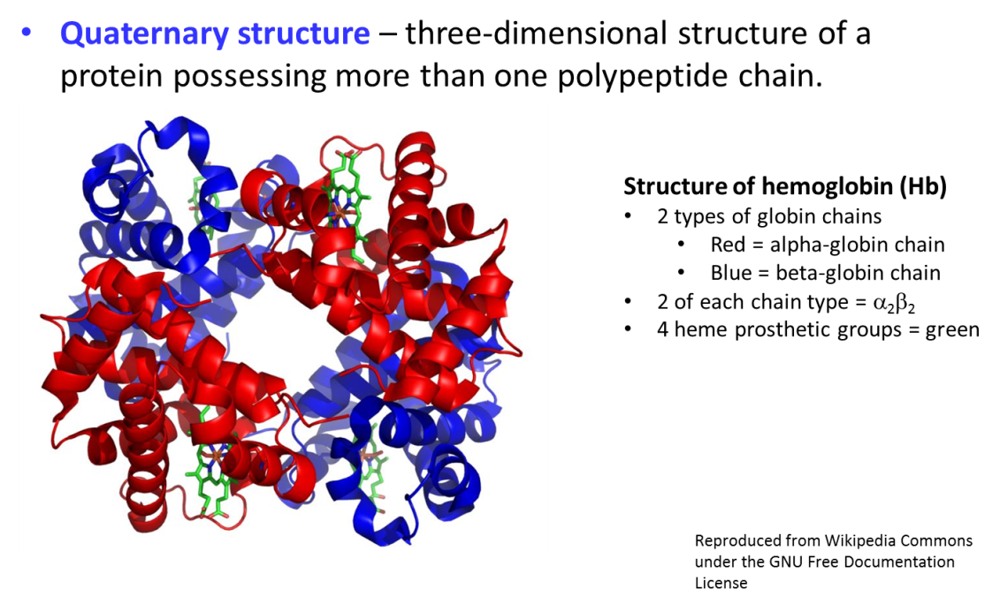 • Quaternary structure – three-dimensional structure of a
protein possessing more than one polypeptide chain.
Structure of hemoglobin (Hb)
• 2 types of globin chains
• Red = alpha-globin chain
• Blue = beta-globin chain
• 2 of each chain type = α₂β₂
• 4 heme prosthetic groups = green
Reproduced from Wikipedia Commons
under the GNU Free Documentation
License